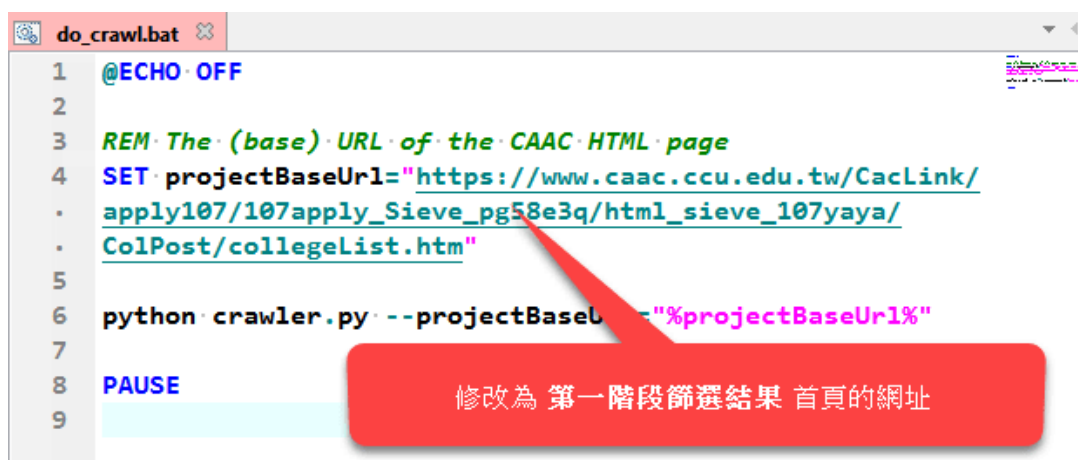 do_crawl.bat
1 @ECHO OFF
2
3 REM The (base) URL of the CAAC HTML page
4 SET projectBaseUrl="https://www.caac.ccu.edu.tw/CacLink/
apply107/107apply_Sieve_pg58e3q/html_sieve_107yaya/
ColPost/collegeList.htm"
5
6 python crawler.py --projectBaseU ="%projectBaseUrl%"
7
8 PAUSE
9
修改為 第一階段篩選結果 首頁的網址